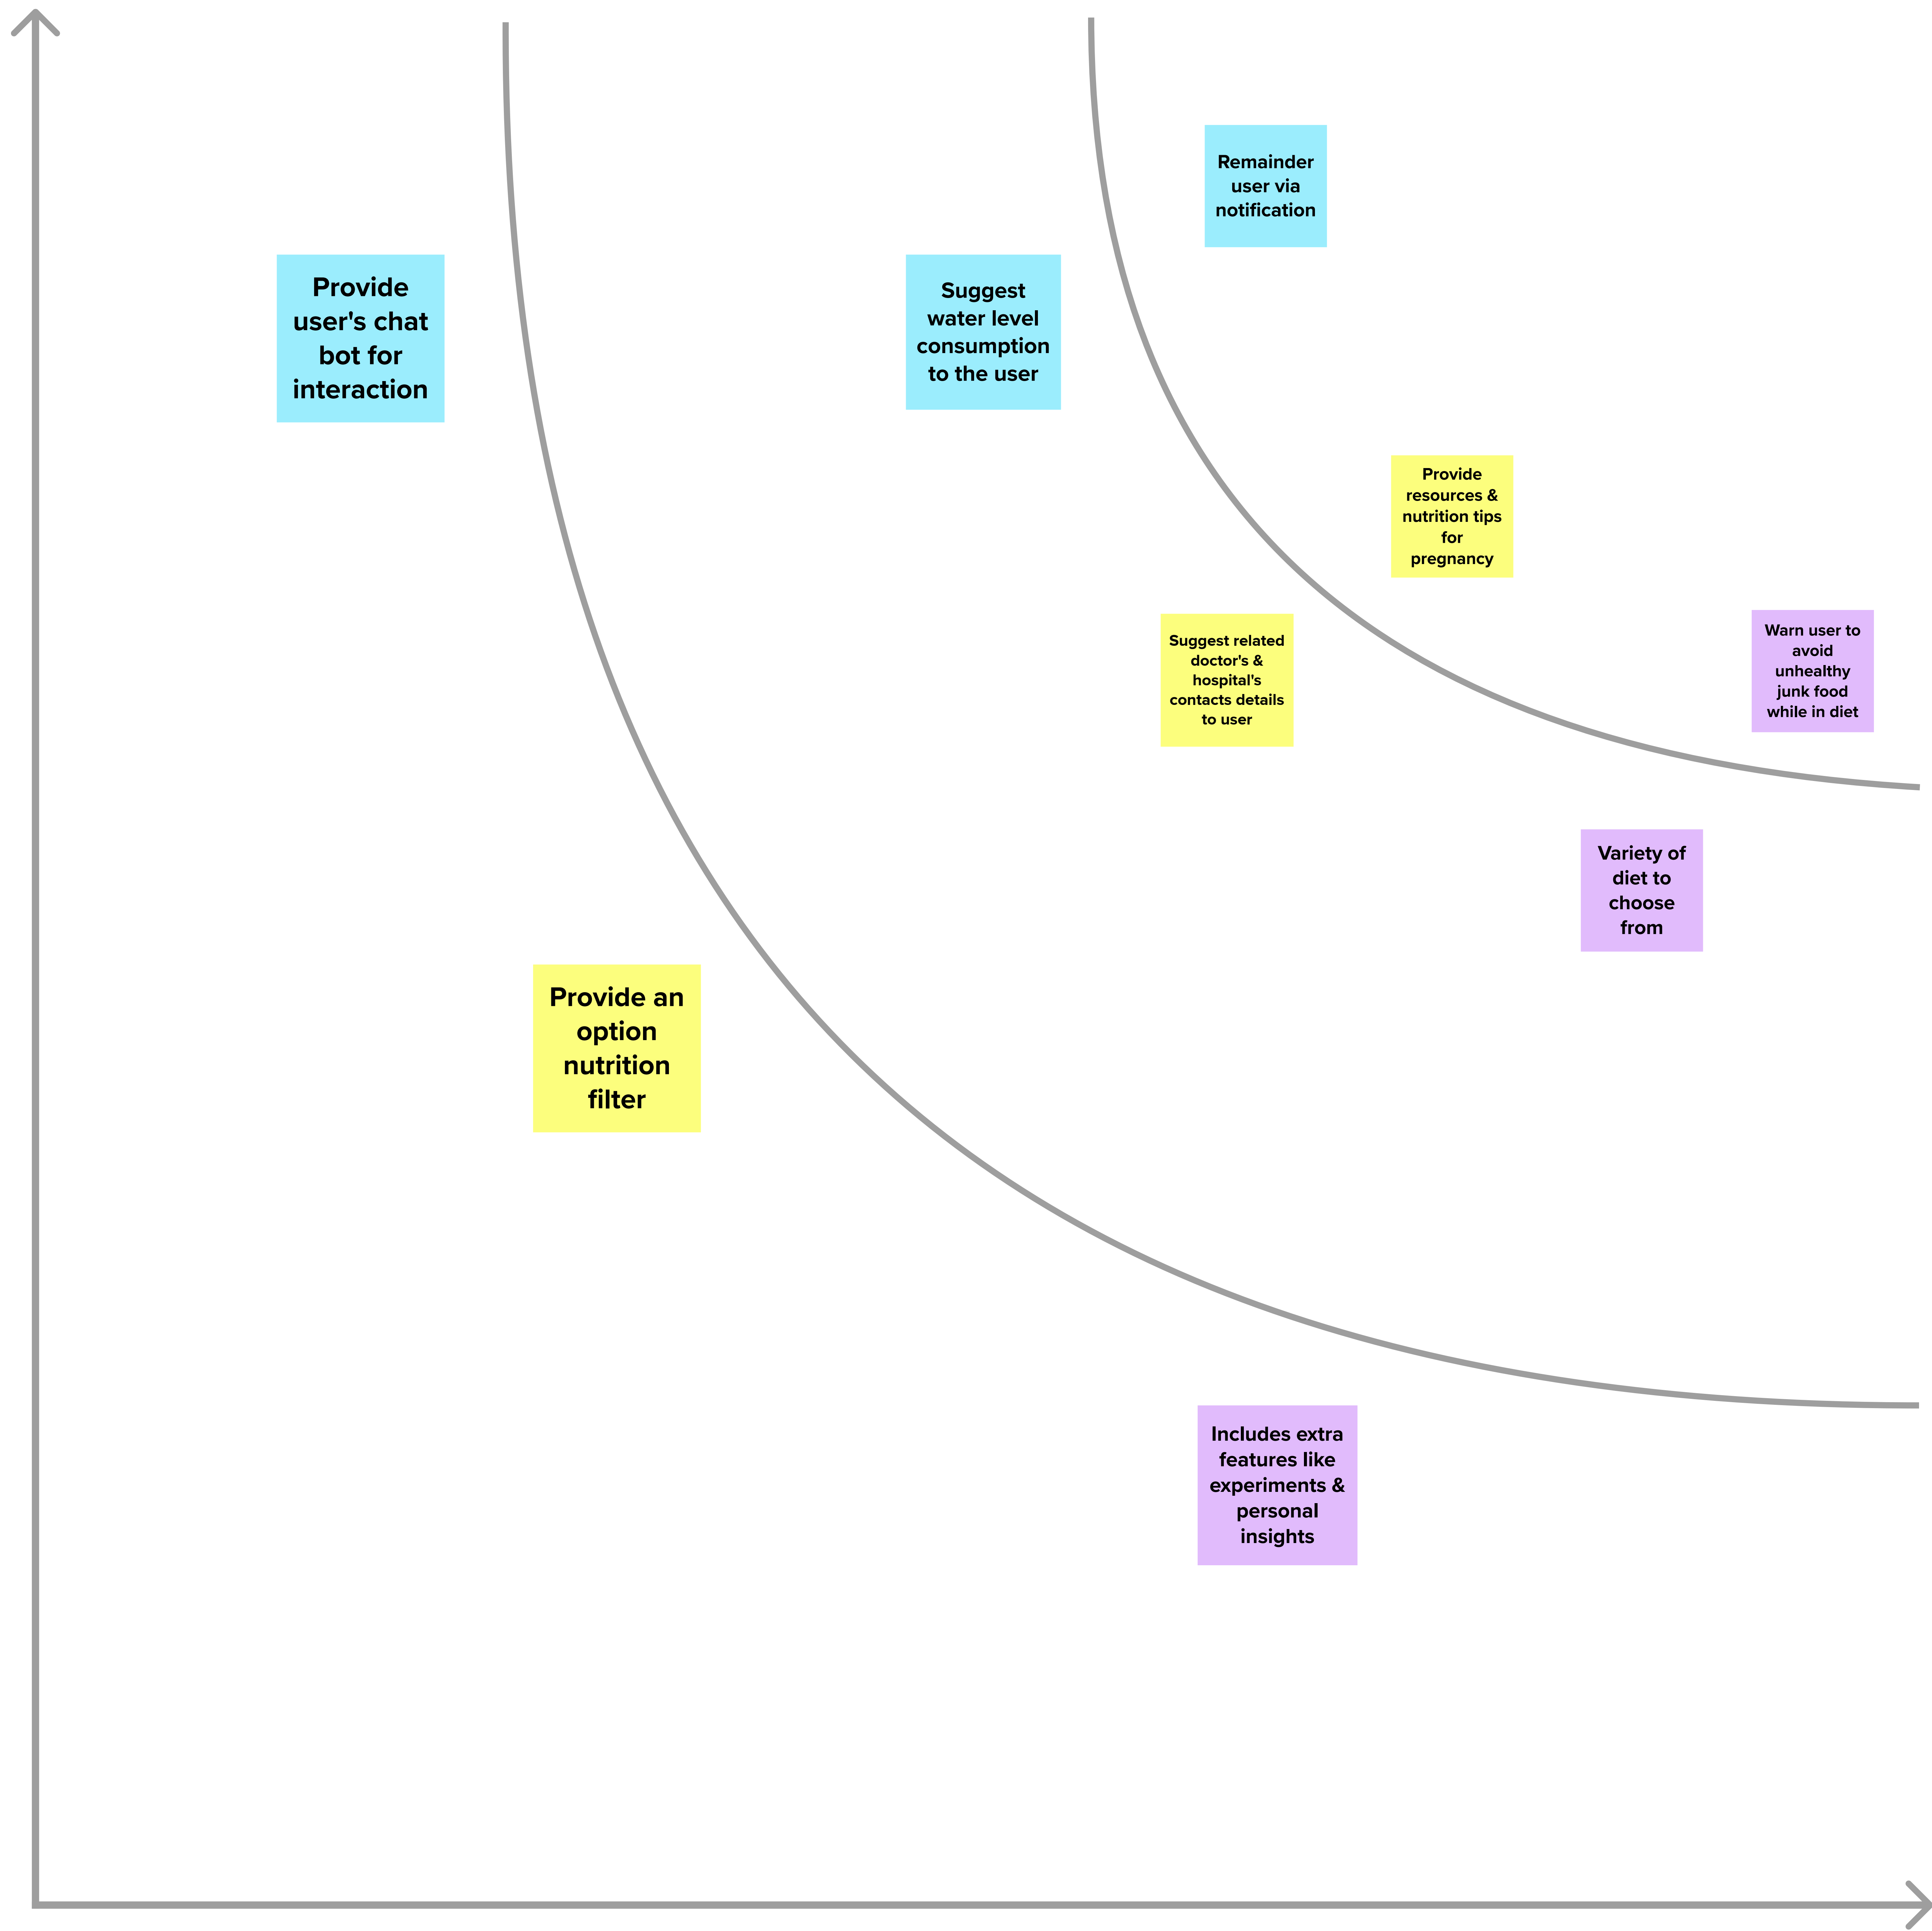 Remainder
user via
notification
Provide
user's chat
bot for
interaction
Suggest
water level
consumption
to the user
Provide
resources &
nutrition tips
for
pregnancy
Suggest related
doctor's &
hospital's
contacts details
to user
Warn user to
avoid
unhealthy
junk food
while in diet
Variety of
diet to
choose
from
Provide an
option
nutrition
filter
Includes extra
features like
experiments &
personal
insights